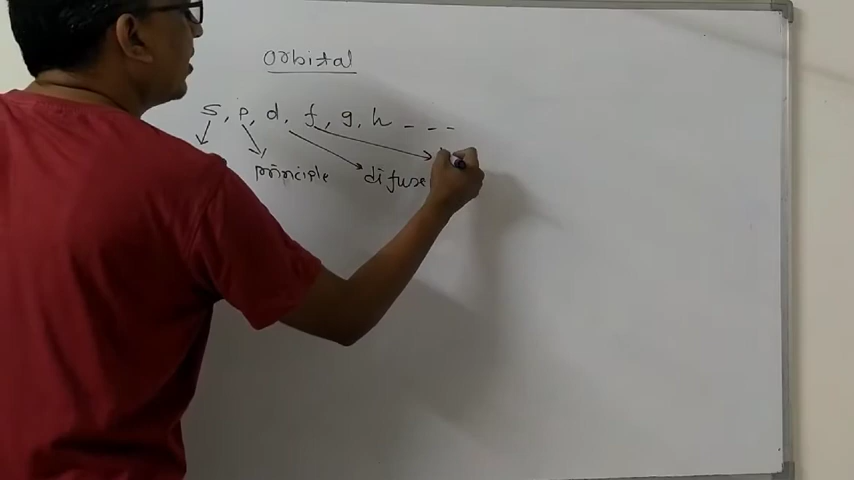 Orbital
s, p, d, f, g, h - - -
principle difuse